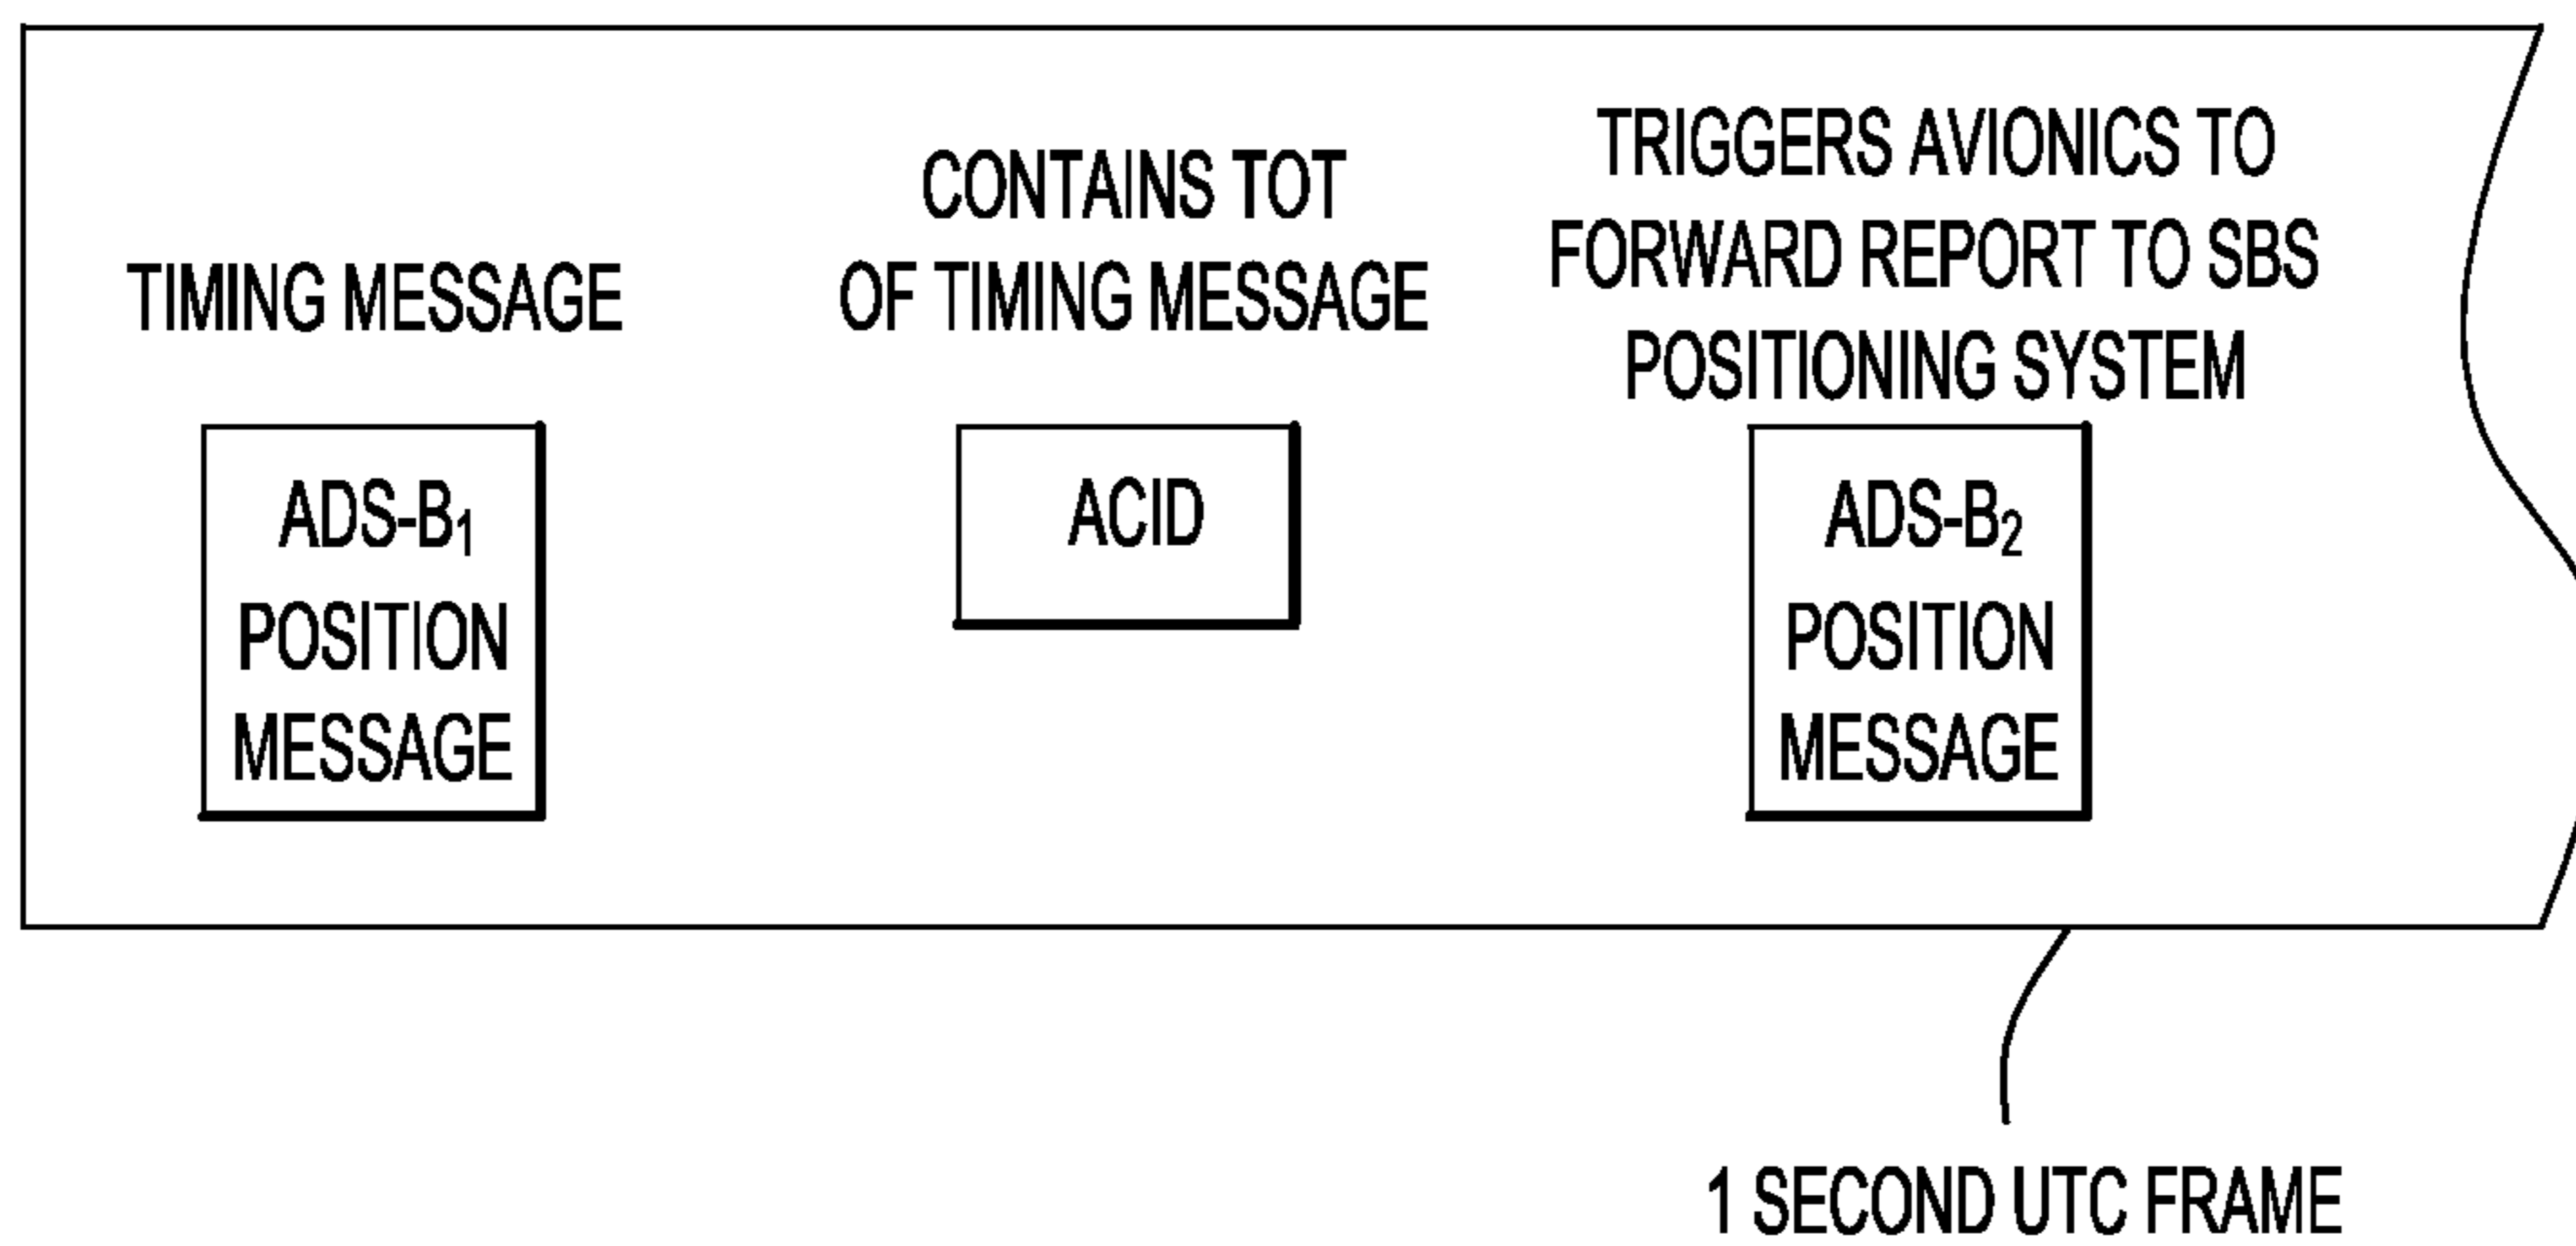 TIMING MESSAGE
CONTAINS TOT
OF TIMING MESSAGE
TRIGGERS AVIONICS TO
FORWARD REPORT TO SBS
POSITIONING SYSTEM
ADS-B₁
POSITION
MESSAGE
ACID
ADS-B₂
POSITION
MESSAGE
1 SECOND UTC FRAME